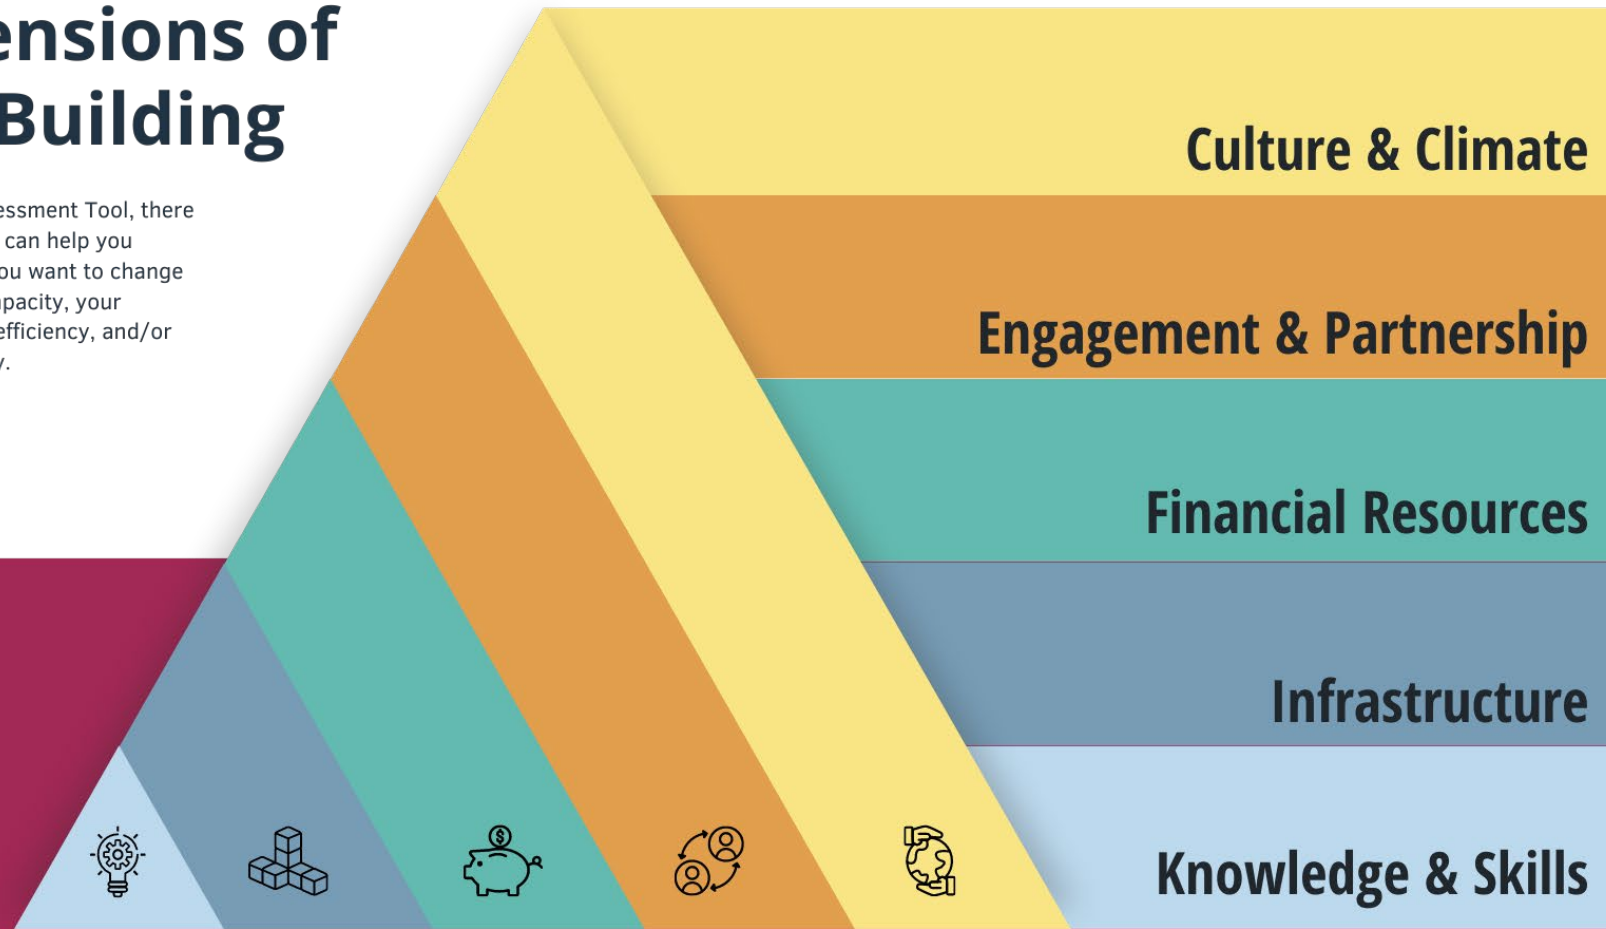 ensions of
Building
essment Tool, there
can help you
ou want to change
pacity, your
efficiency, and/or
y.
Culture & Climate
Engagement & Partnership
Financial Resources
Infrastructure
Knowledge & Skills
$